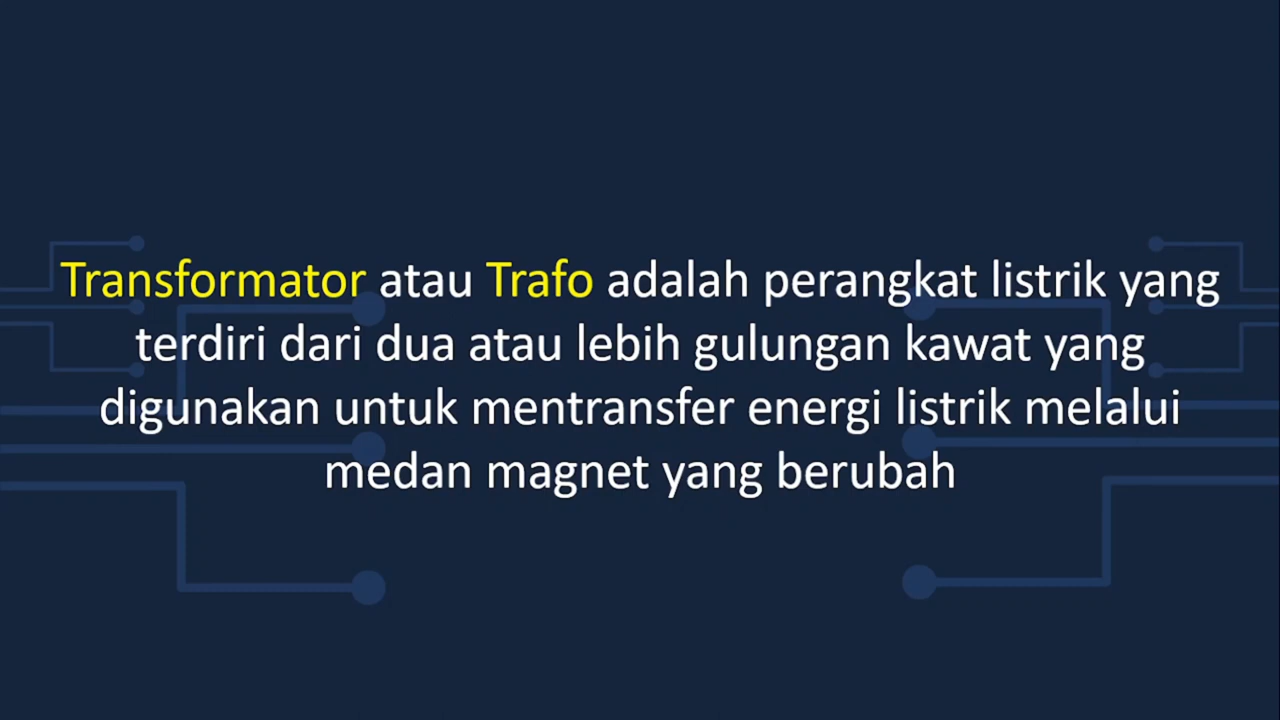 Transformator atau Trafo adalah perangkat listrik yang
terdiri dari dua atau lebih gulungan kawat yang
digunakan untuk mentransfer energi listrik melalui
medan magnet yang berubah